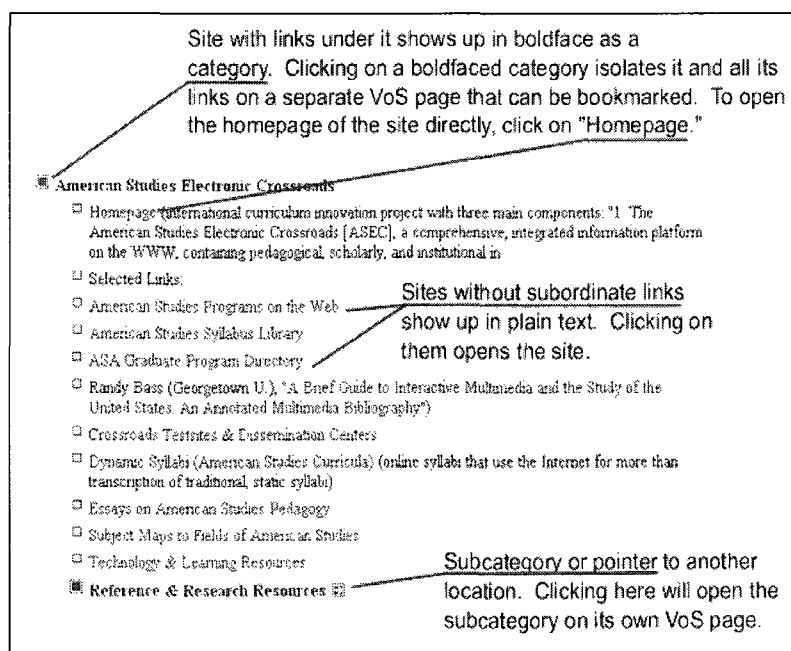 Site with links under it shows up in boldface as a
category. Clicking on a boldfaced category isolates it and all its
links on a separate VoS page that can be bookmarked. To open
the homepage of the site directly, click on "Homepage."
American Studies Electronic Crossroads
Homepage (international curriculum innovation project with three main components: "1 The
American Studies Electronic Crossroads [ASEC], a comprehensive, integrated information platform
on the WWW, containing pedagogical, scholarly, and institutional in
Selected Links:
American Studies Programs on the Web
American Studies Syllabus Library
ASA Graduate Program Directory
Sites without subordinate links
show up in plain text. Clicking on
them opens the site.
Randy Bass (Georgetown U.), "A Brief Guide to Interactive Multimedia and the Study of the
United States. An Annotated Multimedia Bibliography")
Crossroads Testsites & Dissemination Centers
Dynamic Syllabi (American Studies Curricula) (online syllabi that use the Internet for more than
transcription of traditional, static syllabi)
Essays on American Studies Pedagogy
Subject Maps to Fields of American Studies
Technology & Learning Resources
Reference & Research Resources
Subcategory or pointer to another
location. Clicking here will open the
subcategory on its own VoS page.